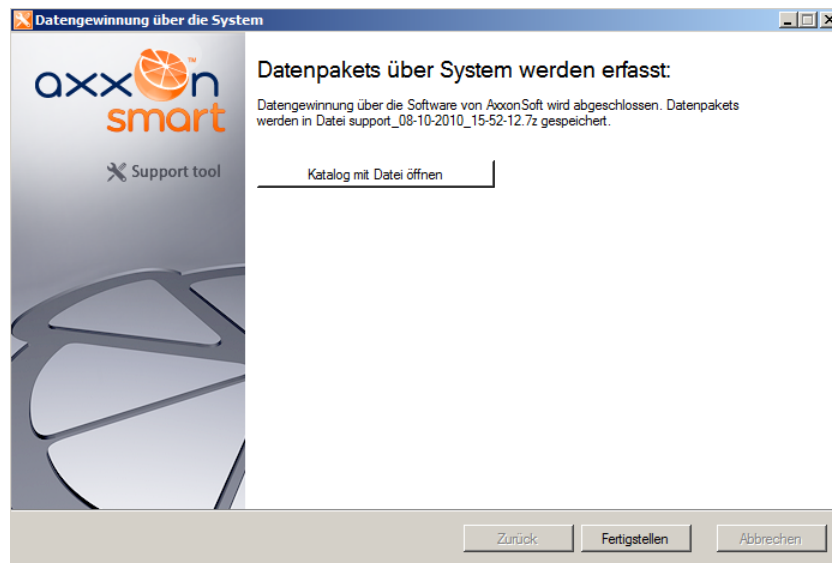 Datengewinnung über die System
axxon
smart
TM
Support tool
Datenpakets über System werden erfasst:
Datengewinnung über die Software von AxxonSoft wird abgeschlossen. Datenpakets
werden in Datei support_08-10-2010_15-52-12.7z gespeichert.
Katalog mit Datei öffnen
Zurück
Fertigstellen
Abbrechen